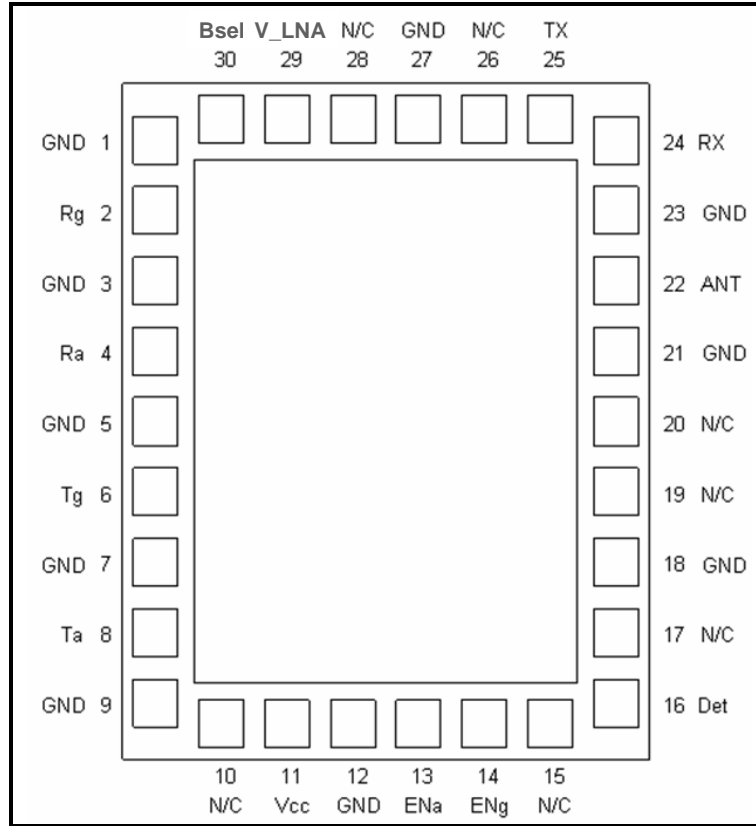 Bsel V_LNA N/C GND N/C TX
30 29 28 27 26 25
GND 1
24 RX
Rg 2
23 GND
GND 3
22 ANT
Ra 4
21 GND
GND 5
20 N/C
Tg 6
19 N/C
GND 7
18 GND
Ta 8
17 N/C
GND 9
16 Det
10 11 12 13 14 15
N/C Vcc GND ENa ENg N/C